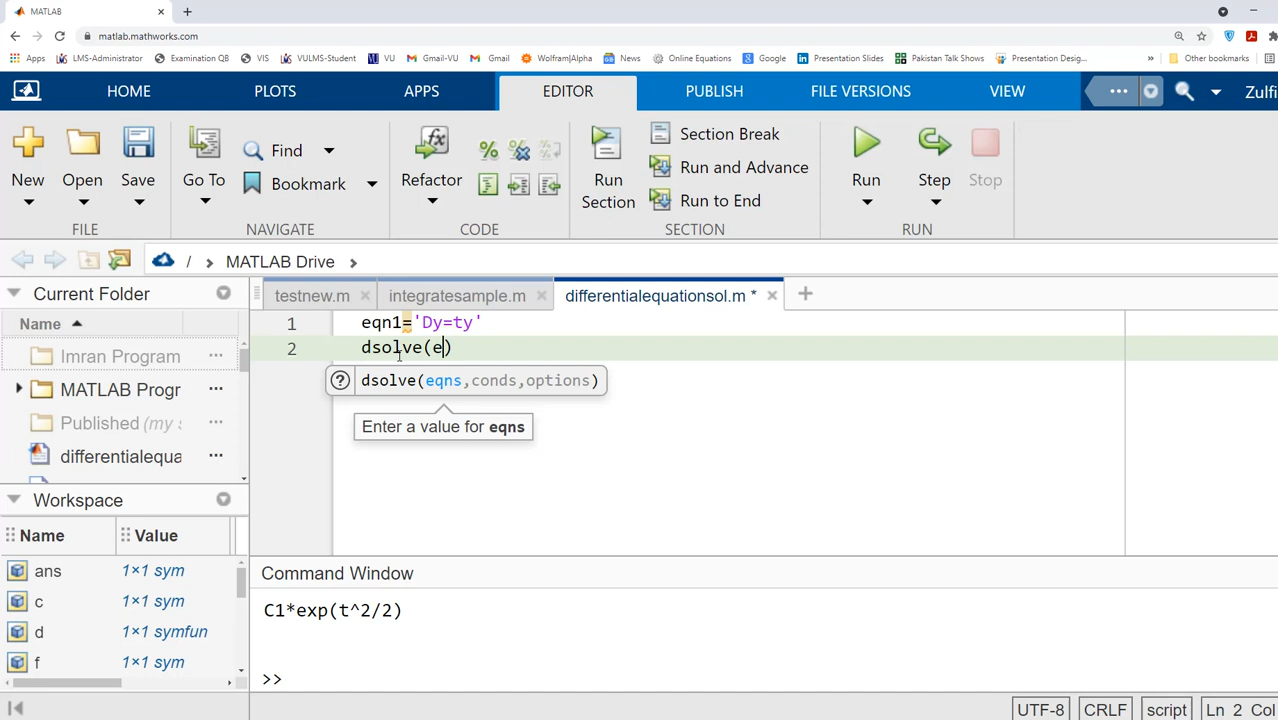 MATLAB
matlab.mathworks.com
Apps LMS-Administrator Examination QB VIS VULMS-Student VU Gmail-VU Gmail Wolfram|Alpha News Online Equations Google Presentation Slides Pakistan Talk Shows Presentation Desig... » Other bookmarks
HOME PLOTS APPS EDITOR PUBLISH FILE VERSIONS VIEW Zulfi
New Open Save Go To Find Bookmark Refactor Run Section Section Break Run and Advance Run to End Run Step Stop
FILE NAVIGATE CODE SECTION RUN
/ > MATLAB Drive >
Current Folder
testnew.m integratesample.m differentialequationsol.m *
Name
Imran Program
MATLAB Progr
Published (my s
differentialequa
1 eqn1='Dy=ty'
2 dsolve(e)
dsolve(eqns,conds,options)
Enter a value for eqns
Workspace
Name Value
ans 1×1 sym
c 1×1 sym
d 1×1 symfun
f 1×1 sym
Command Window
C1*exp(t^2/2)
>>
UTF-8 CRLF script Ln 2 Col